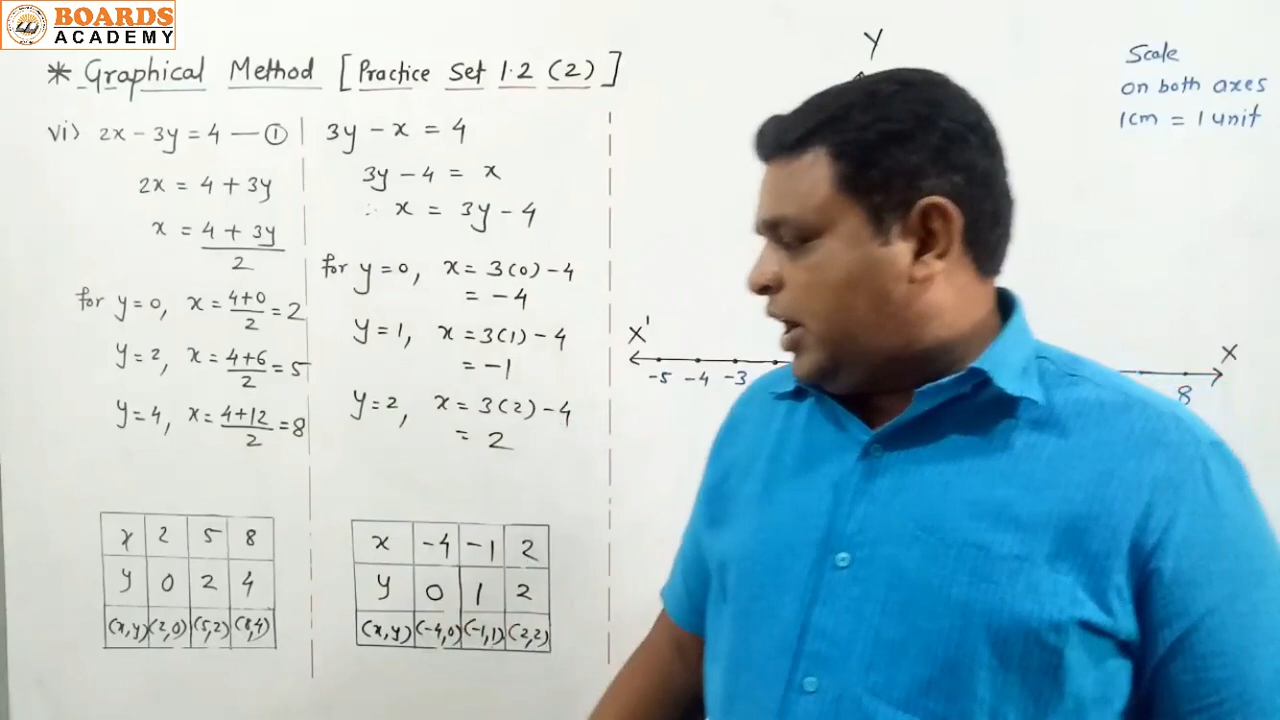 BOARDS
ACADEMY
* Graphical Method [Practice Set 1.2 (2)]
vi) 2x - 3y = 4 — ①
2x = 4 + 3y
x = 4 + 3y / 2
for y = 0, x = 4+0 / 2 = 2
y = 2, x = 4+6 / 2 = 5
y = 4, x = 4+12 / 2 = 8
x 2 5 8
y 0 2 4
(x,y) (2,0) (5,2) (8,4)
3y - x = 4
3y - 4 = x
∴ x = 3y - 4
for y = 0, x = 3(0) - 4
= -4
y = 1, x = 3(1) - 4
= -1
y = 2, x = 3(2) - 4
= 2
x -4 -1 2
y 0 1 2
(x,y) (-4,0) (-1,1) (2,2)
Y
X'
X
-5 -4 -3
8
Scale
on both axes
1cm = 1 unit